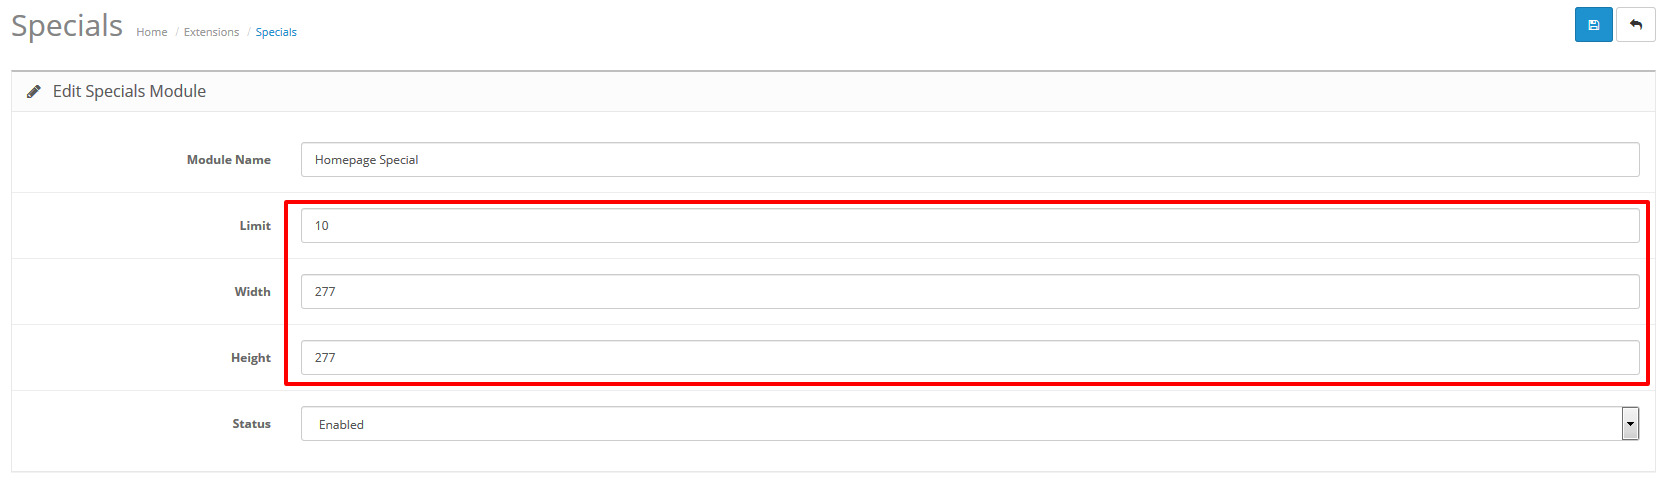 Specials Home / Extensions / Specials
Edit Specials Module
Module Name Homepage Special
Limit 10
Width 277
Height 277
Status Enabled